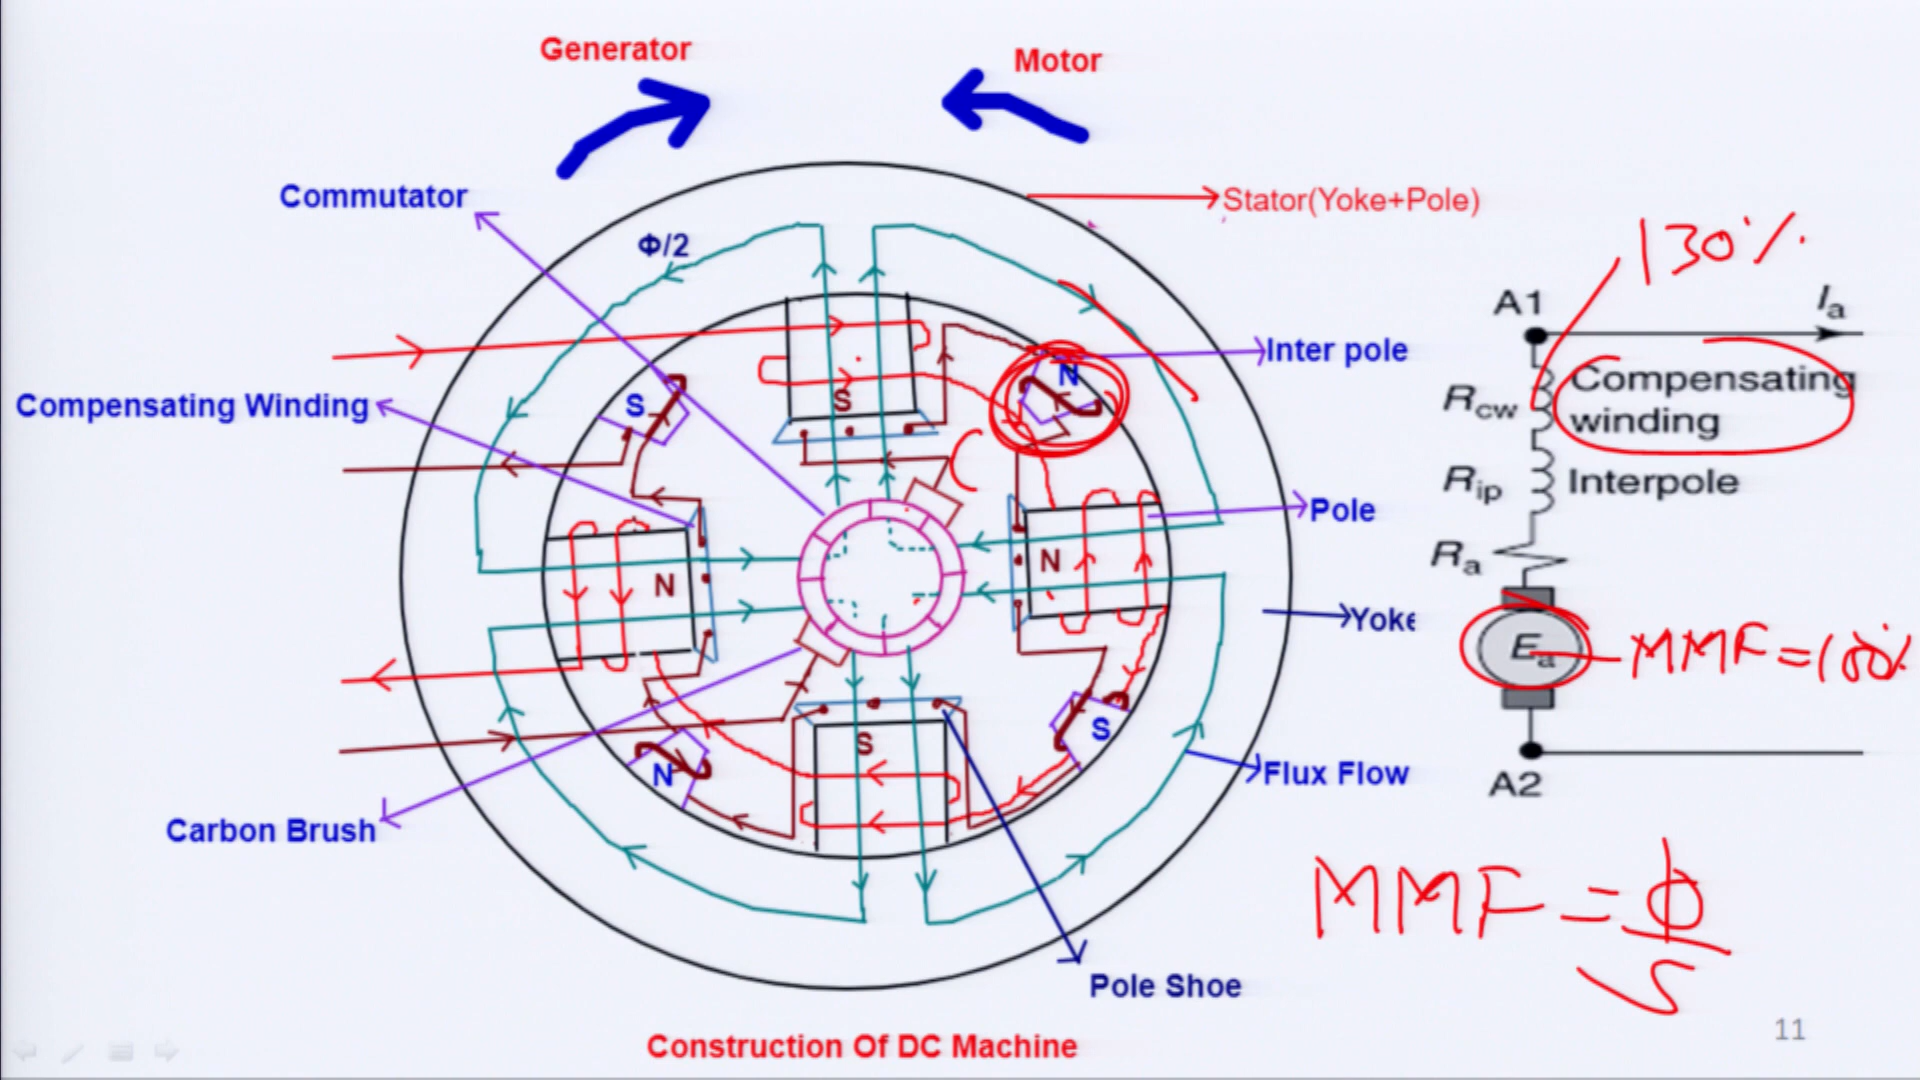 Generator
Motor
Commutator
Stator(Yoke+Pole)
Φ/2
130%
A1
Ia
Inter pole
N
Compensating Winding
S
S
Rcw
Compensating
winding
Rip
Interpole
Pole
N
N
Ra
Yoke
Ea
MMF = 100%
S
S
N
Flux Flow
A2
Carbon Brush
MMF = Φ
S
Pole Shoe
11
Construction Of DC Machine